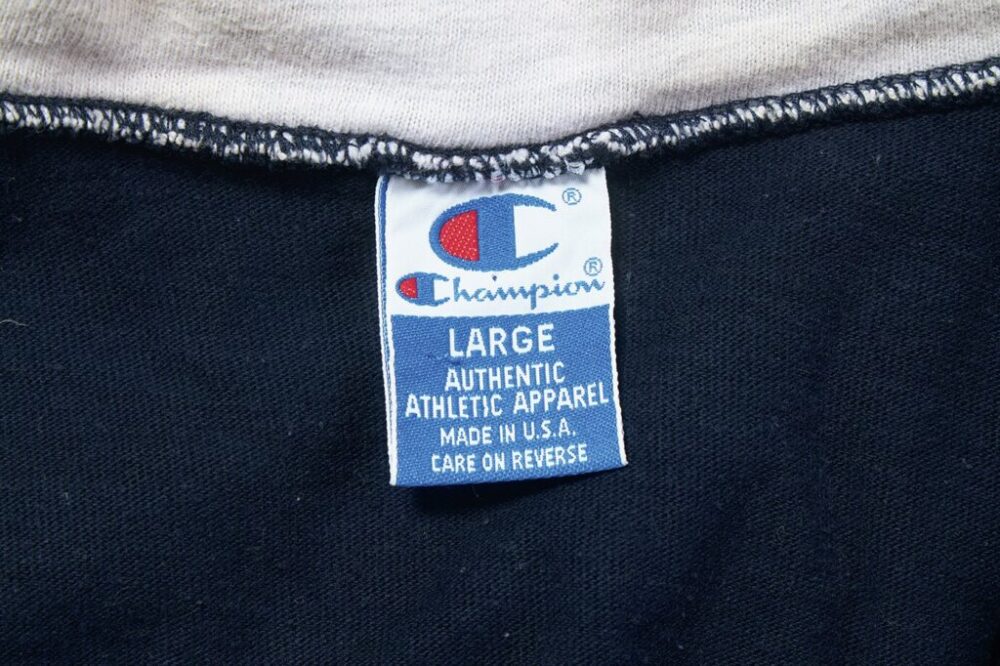 ®
Champion®
LARGE
AUTHENTIC
ATHLETIC APPAREL
MADE IN U.S.A.
CARE ON REVERSE